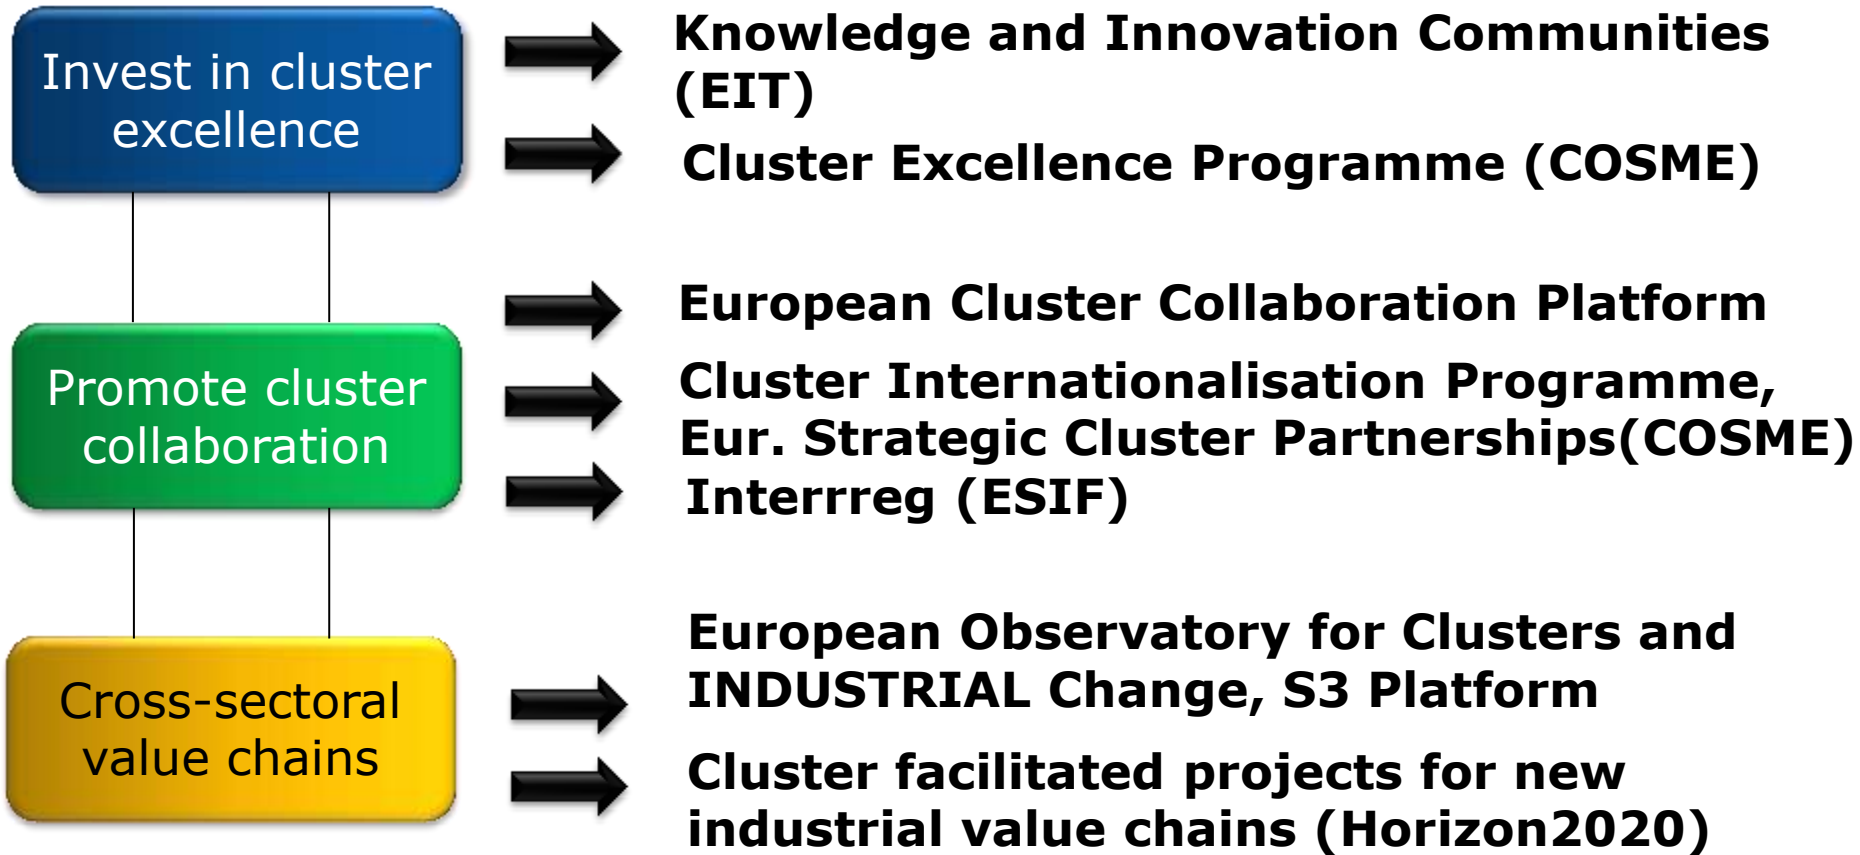 Invest in cluster
excellence
Knowledge and Innovation Communities
(EIT)
Cluster Excellence Programme (COSME)
Promote cluster
collaboration
European Cluster Collaboration Platform
Cluster Internationalisation Programme,
Eur. Strategic Cluster Partnerships(COSME)
Interrreg (ESIF)
Cross-sectoral
value chains
European Observatory for Clusters and
INDUSTRIAL Change, S3 Platform
Cluster facilitated projects for new
industrial value chains (Horizon2020)